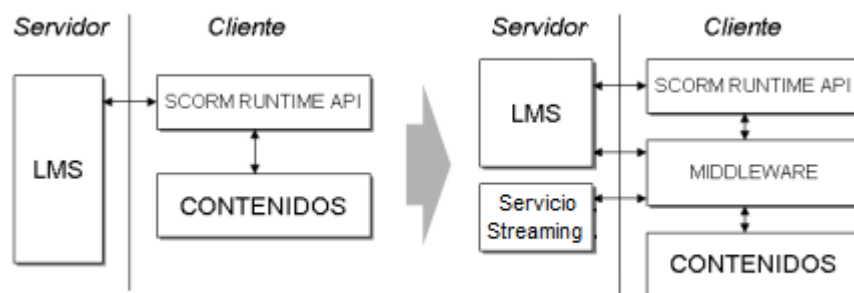 Servidor
Cliente
SCORM RUNTIME API
LMS
CONTENIDOS
Servidor
Cliente
SCORM RUNTIME API
LMS
MIDDLEWARE
Servicio
Streaming
CONTENIDOS